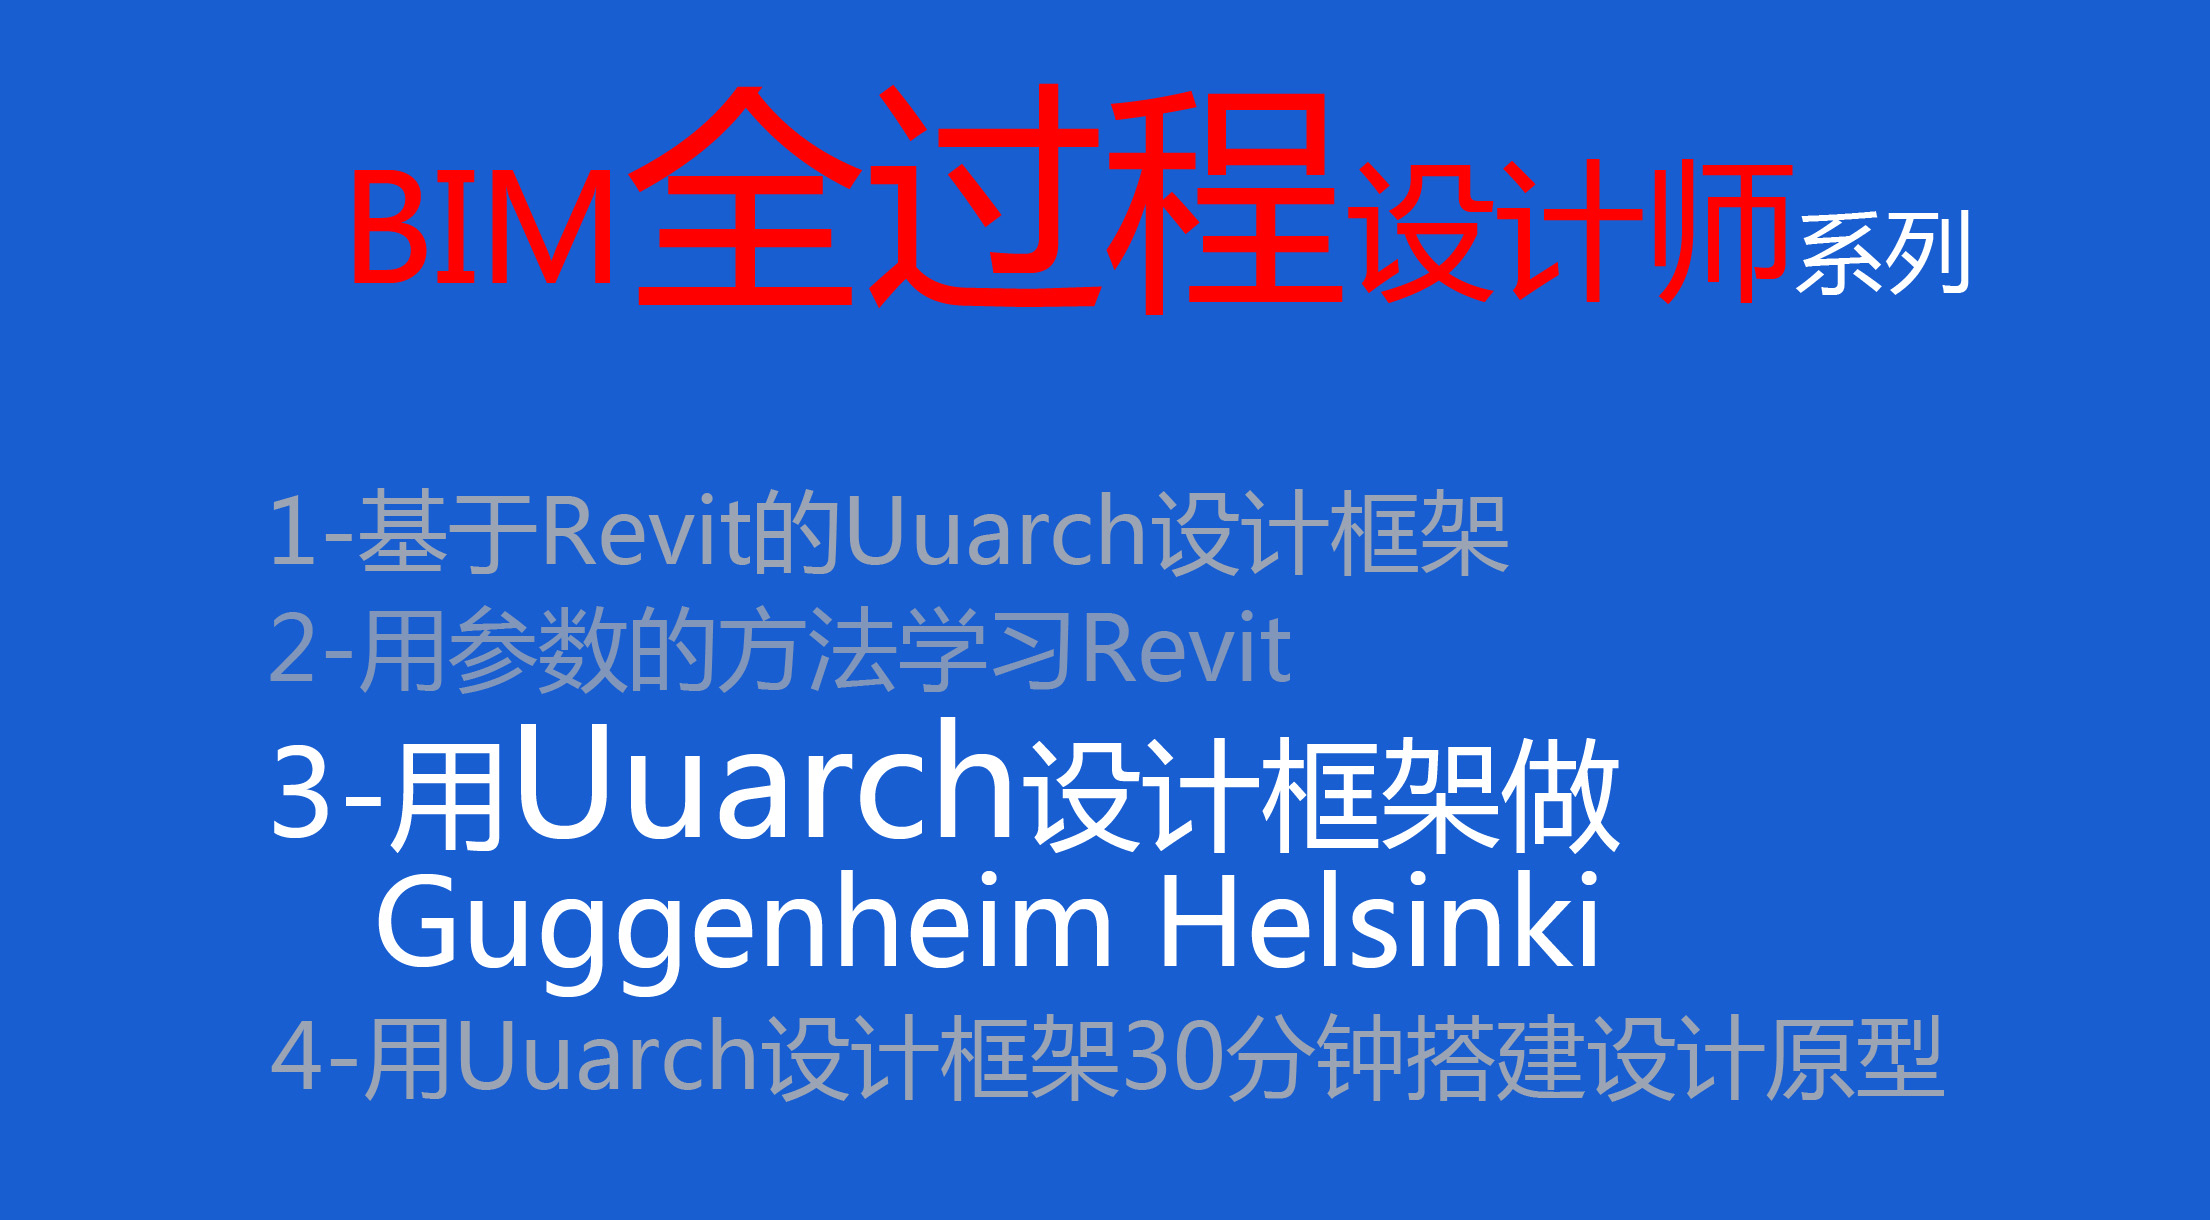 BIM全过程设计师系列
1-基于Revit的Uuarch设计框架
2-用参数的方法学习Revit
3-用Uuarch设计框架做
Guggenheim Helsinki
4-用Uuarch设计框架30分钟搭建设计原型